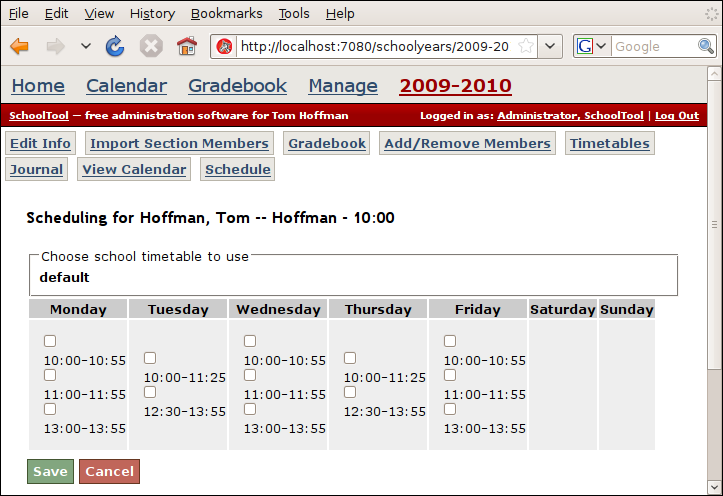 File Edit View History Bookmarks Tools Help
http://localhost:7080/schoolyears/2009-20
G Google
Home Calendar Gradebook Manage 2009-2010
SchoolTool — free administration software for Tom Hoffman Logged in as: Administrator, SchoolTool | Log Out
Edit Info Import Section Members Gradebook Add/Remove Members Timetables
Journal View Calendar Schedule
Scheduling for Hoffman, Tom -- Hoffman - 10:00
Choose school timetable to use
default
Monday Tuesday Wednesday Thursday Friday Saturday Sunday
10:00-10:55
11:00-11:55
13:00-13:55
10:00-11:25
12:30-13:55
10:00-10:55
11:00-11:55
13:00-13:55
10:00-11:25
12:30-13:55
10:00-10:55
11:00-11:55
13:00-13:55
Save Cancel